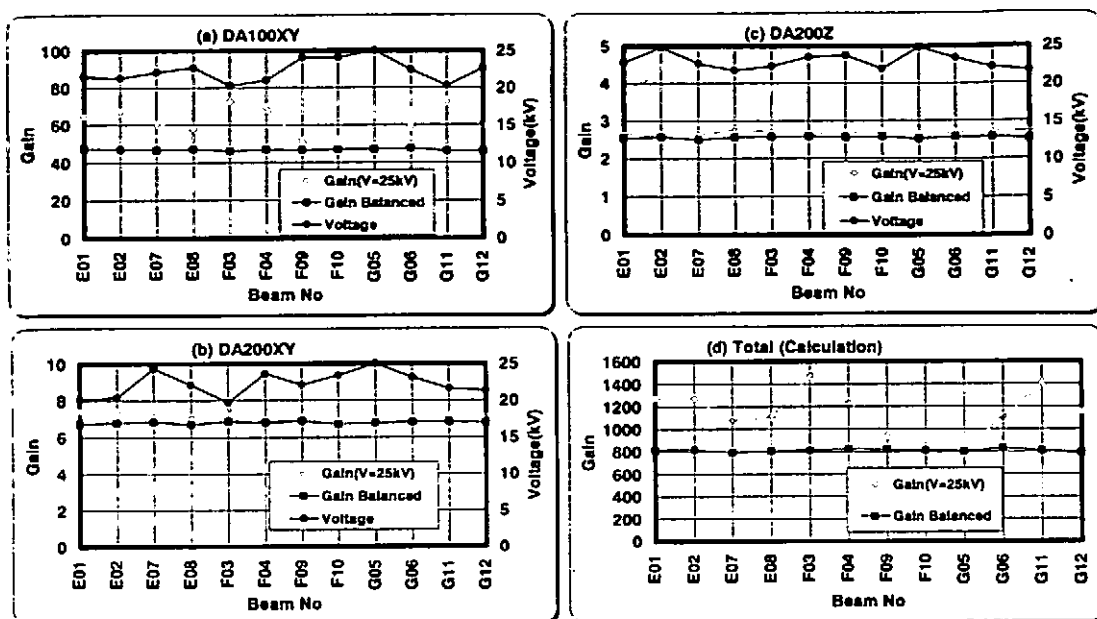 (a) DA100XY
100
80
60
40
20
0
Gain
25
20
15
10
5
0
Voltage(kV)
Gain(V=25kV)
Gain Balanced
Voltage
E01
E02
E07
E08
F03
F04
F09
F10
G05
G06
G11
G12
Beam No
(c) DA200Z
5
4
3
2
1
0
Gain
25
20
15
10
5
0
Voltage(kV)
Gain(V=25kV)
Gain Balanced
Voltage
E01
E02
E07
E08
F03
F04
F09
F10
G05
G06
G11
G12
Beam No
(b) DA200XY
10
8
6
4
2
0
Gain
25
20
15
10
5
0
Voltage(kV)
Gain(V=25kV)
Gain Balanced
Voltage
E01
E02
E07
E08
F03
F04
F09
F10
G05
G06
G11
G12
Beam No
(d) Total (Calculation)
1600
1400
1200
1000
800
600
400
200
0
Gain
Gain(V=25kV)
Gain Balanced
E01
E02
E07
E08
F03
F04
F09
F10
G05
G06
G11
G12
Beam No